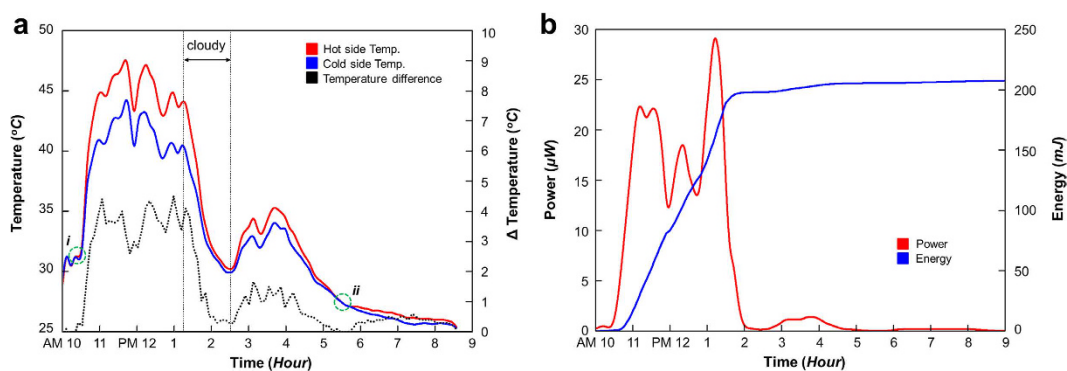 a
50
45
40
35
30
25
Temperature (°C)
cloudy
Hot side Temp.
Cold side Temp.
Temperature difference
i
ii
10
9
8
7
6
5
4
3
2
1
0
Δ Temperature (°C)
AM 10 11 PM 12 1 2 3 4 5 6 7 8 9
Time (Hour)
b
30
25
20
15
10
5
0
Power (μW)
Power
Energy
250
200
150
100
50
0
Energy (mJ)
AM 10 11 PM 12 1 2 3 4 5 6 7 8 9
Time (Hour)